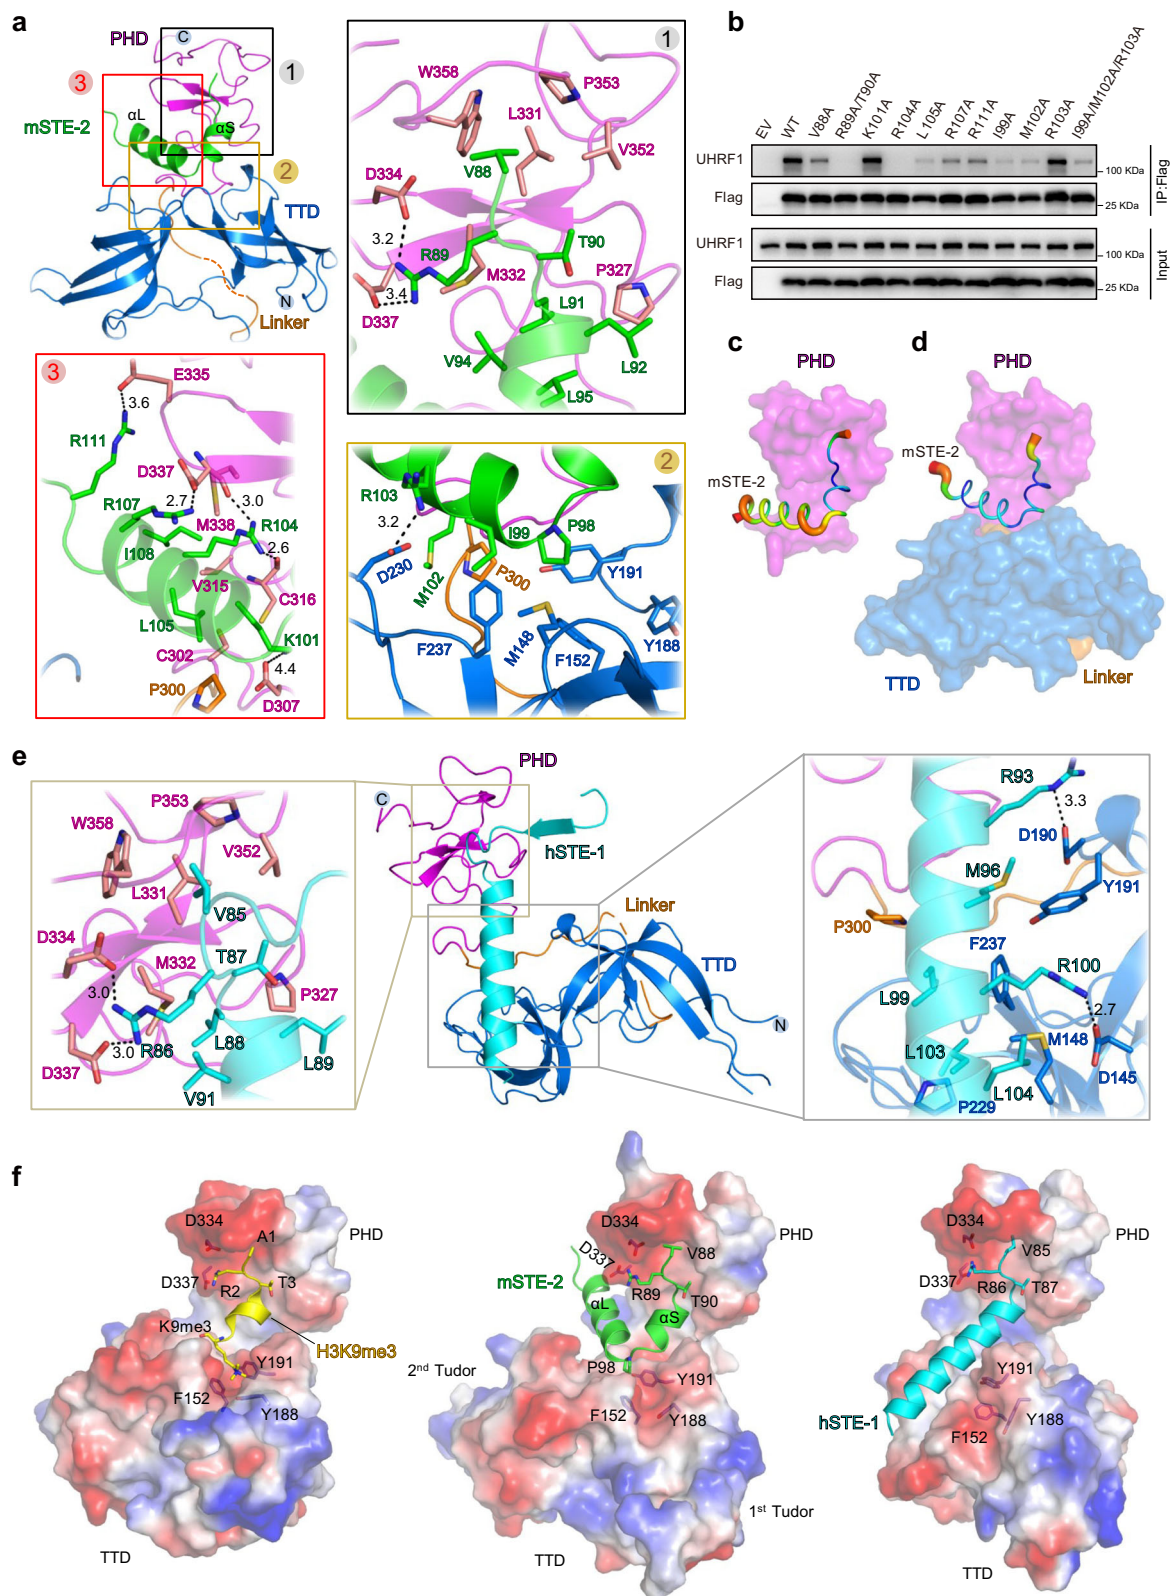 a
PHD
C
1
3
mSTE-2
αL
αS
2
TTD
N
Linker
1
W358
P353
L331
V352
V88
D334
3.2
R89
T90
M332
P327
3.4
D337
L91
V94
L92
L95
b
EV
WT
V88A
R89A/T90A
K101A
R104A
L105A
R107A
R111A
I99A
M102A
R103A
I99A/M102A/R103A
UHRF1
100 KDa
Flag
25 KDa
IP:Flag
UHRF1
100 KDa
Flag
25 KDa
Input
3
E335
3.6
R111
D337
2.7
3.0
R107
M338
R104
I108
2.6
V315
C316
L105
K101
C302
4.4
P300
D307
2
R103
3.2
I99
P98
D230
M102
P300
Y191
F237
M148
F152
Y188
c
PHD
mSTE-2
d
PHD
mSTE-2
TTD
Linker
e
P353
W358
V352
L331
V85
D334
T87
M332
3.0
P327
3.0
R86
L88
L89
D337
V91
PHD
C
hSTE-1
Linker
TTD
N
R93
3.3
D190
M96
Y191
P300
F237
R100
L99
2.7
L103
M148
L104
D145
P229
f
D334
PHD
A1
D337
R2
T3
K9me3
H3K9me3
Y191
F152
Y188
TTD
D334
PHD
D337
V88
mSTE-2
R89
T90
αL
αS
P98
2nd Tudor
Y191
F152
Y188
1st Tudor
TTD
D334
PHD
V85
D337
R86
T87
Y191
hSTE-1
Y188
F152
TTD